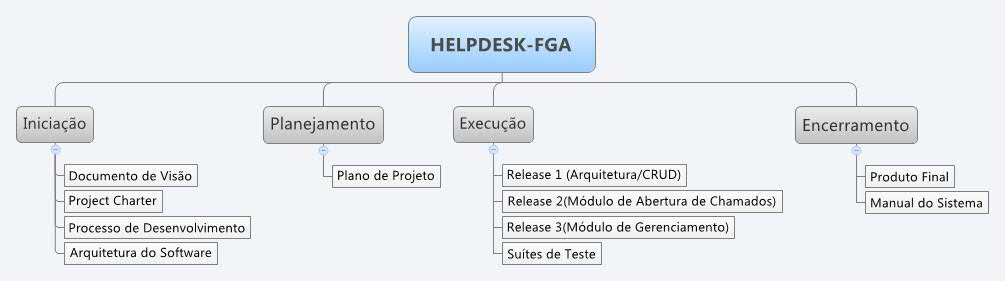 HELPDESK-FGA
Iniciação
Documento de Visão
Project Charter
Processo de Desenvolvimento
Arquitetura do Software
Planejamento
Plano de Projeto
Execução
Release 1 (Arquitetura/CRUD)
Release 2(Módulo de Abertura de Chamados)
Release 3(Módulo de Gerenciamento)
Suítes de Teste
Encerramento
Produto Final
Manual do Sistema